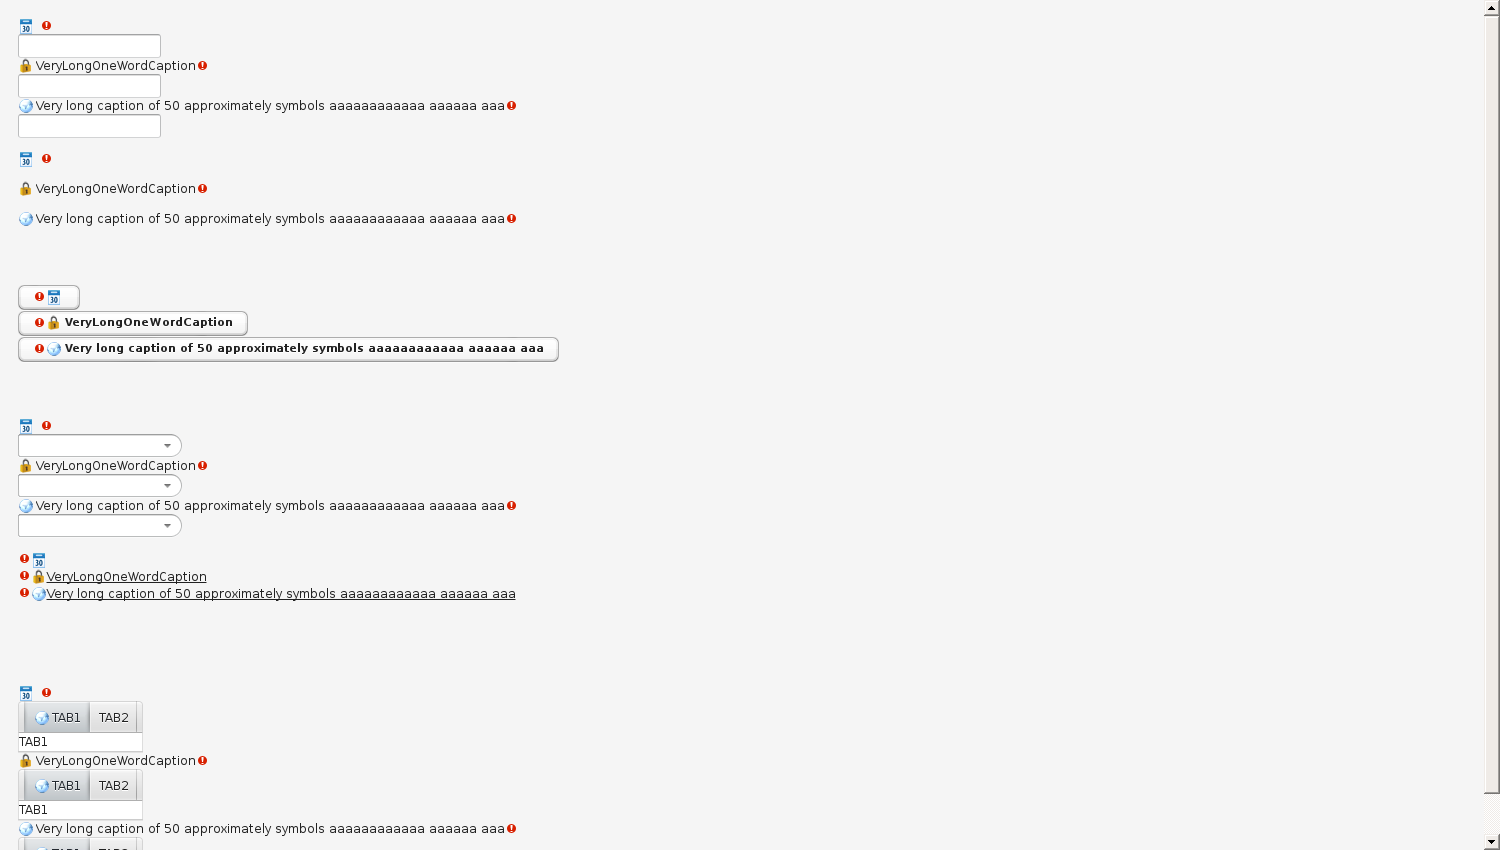 30
VeryLongOneWordCaption
Very long caption of 50 approximately symbols aaaaaaaaaaaa aaaaaa aaa
30
VeryLongOneWordCaption
Very long caption of 50 approximately symbols aaaaaaaaaaaa aaaaaa aaa
30
VeryLongOneWordCaption
Very long caption of 50 approximately symbols aaaaaaaaaaaa aaaaaa aaa
30
VeryLongOneWordCaption
Very long caption of 50 approximately symbols aaaaaaaaaaaa aaaaaa aaa
30
VeryLongOneWordCaption
Very long caption of 50 approximately symbols aaaaaaaaaaaa aaaaaa aaa
30
TAB1 TAB2
TAB1
VeryLongOneWordCaption
TAB1 TAB2
TAB1
Very long caption of 50 approximately symbols aaaaaaaaaaaa aaaaaa aaa